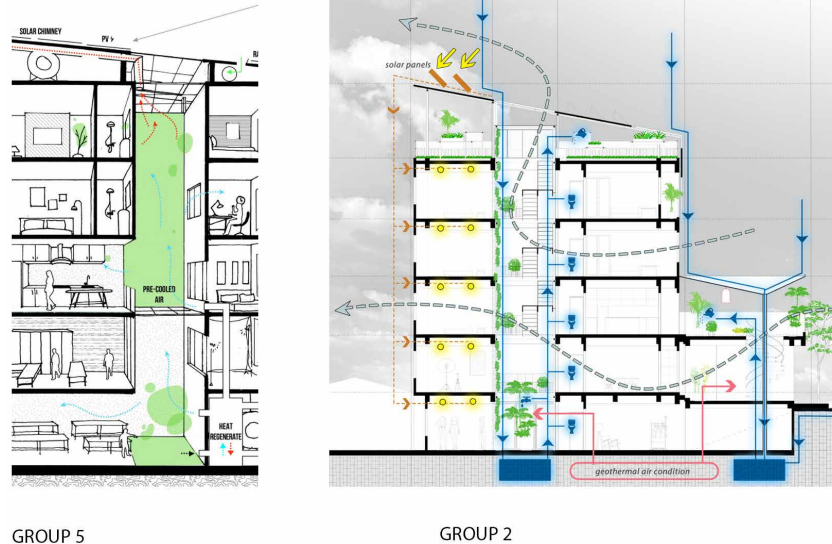 SOLAR CHIMNEY
PV
PRE-COOLED
AIR
HEAT
REGENERATE
solar panels
geothermal air condition
GROUP 5
GROUP 2